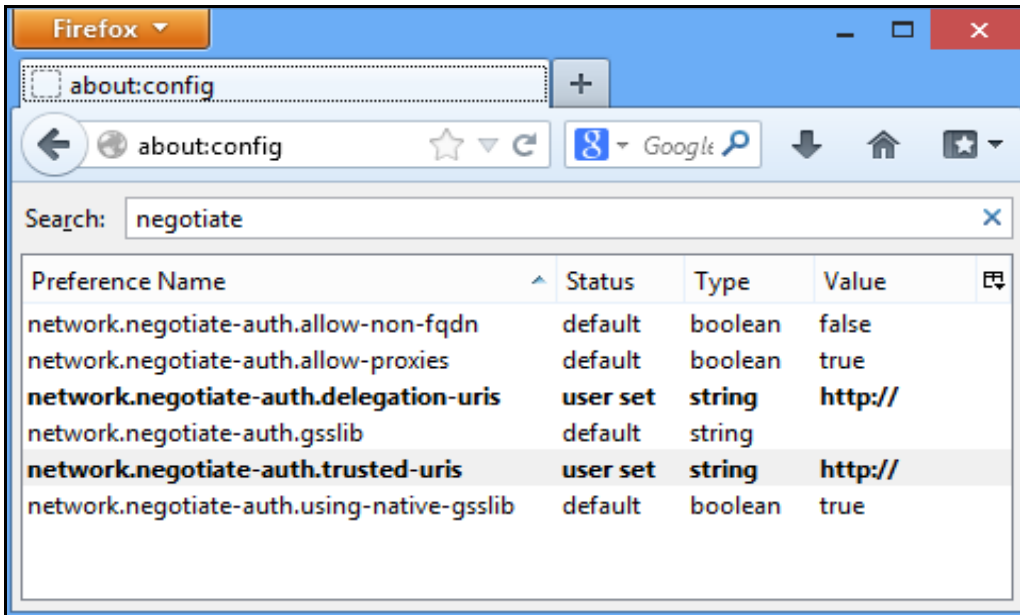 Firefox
about:config
about:config Google
Search: negotiate
Preference Name Status Type Value
network.negotiate-auth.allow-non-fqdn default boolean false
network.negotiate-auth.allow-proxies default boolean true
network.negotiate-auth.delegation-uris user set string http://
network.negotiate-auth.gsslib default string
network.negotiate-auth.trusted-uris user set string http://
network.negotiate-auth.using-native-gsslib default boolean true